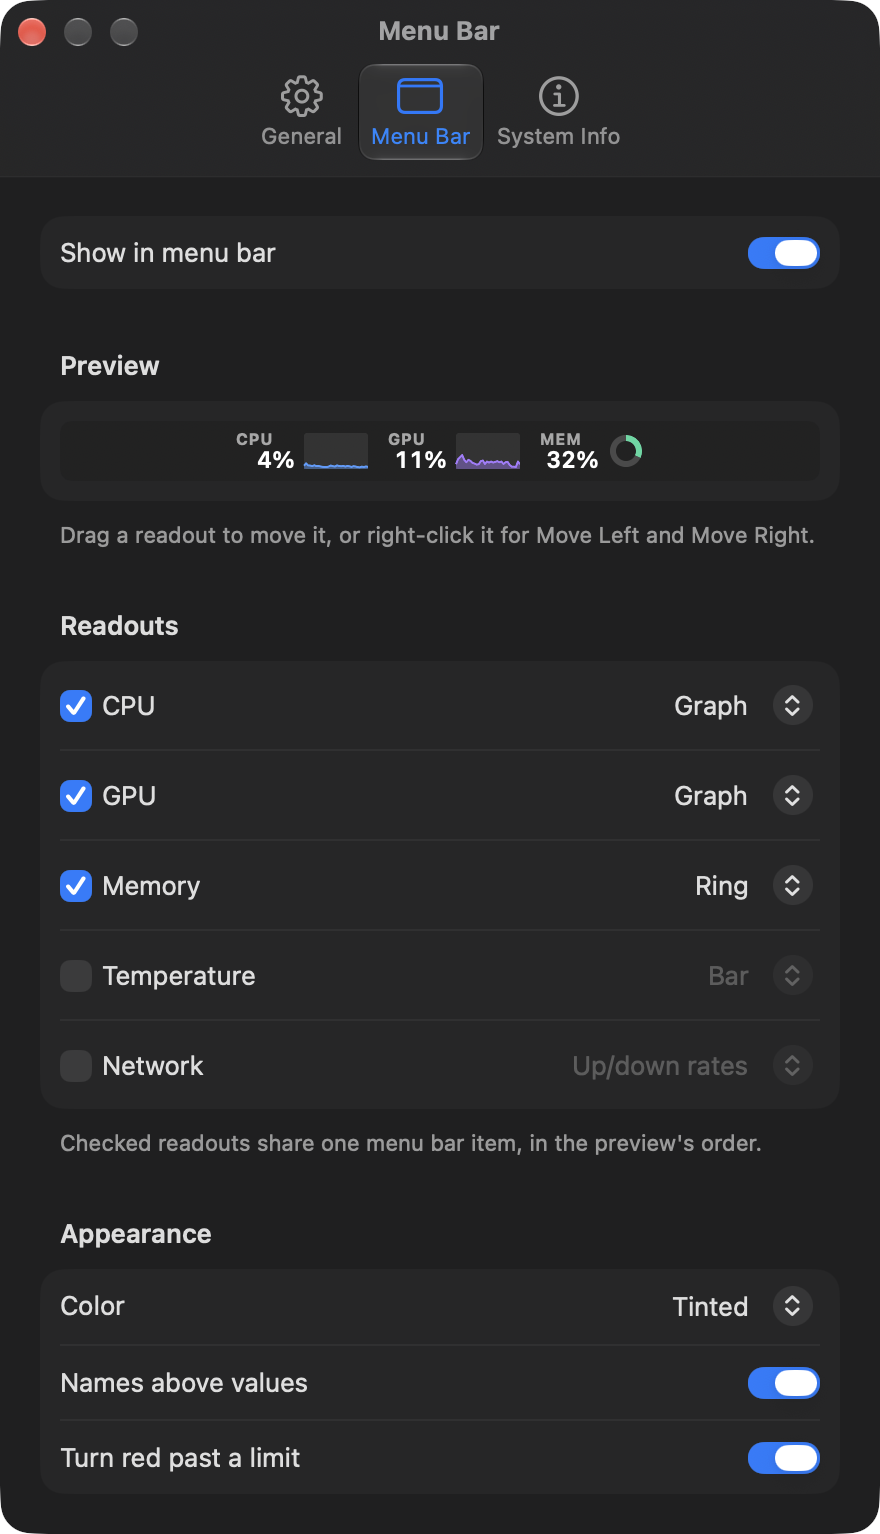 Menu Bar
General
Menu Bar
System Info
Show in menu bar
Preview
CPU
4%
GPU
11%
MEM
32%
Drag a readout to move it, or right-click it for Move Left and Move Right.
Readouts
CPU Graph
GPU Graph
Memory Ring
Temperature Bar
Network Up/down rates
Checked readouts share one menu bar item, in the preview's order.
Appearance
Color Tinted
Names above values
Turn red past a limit